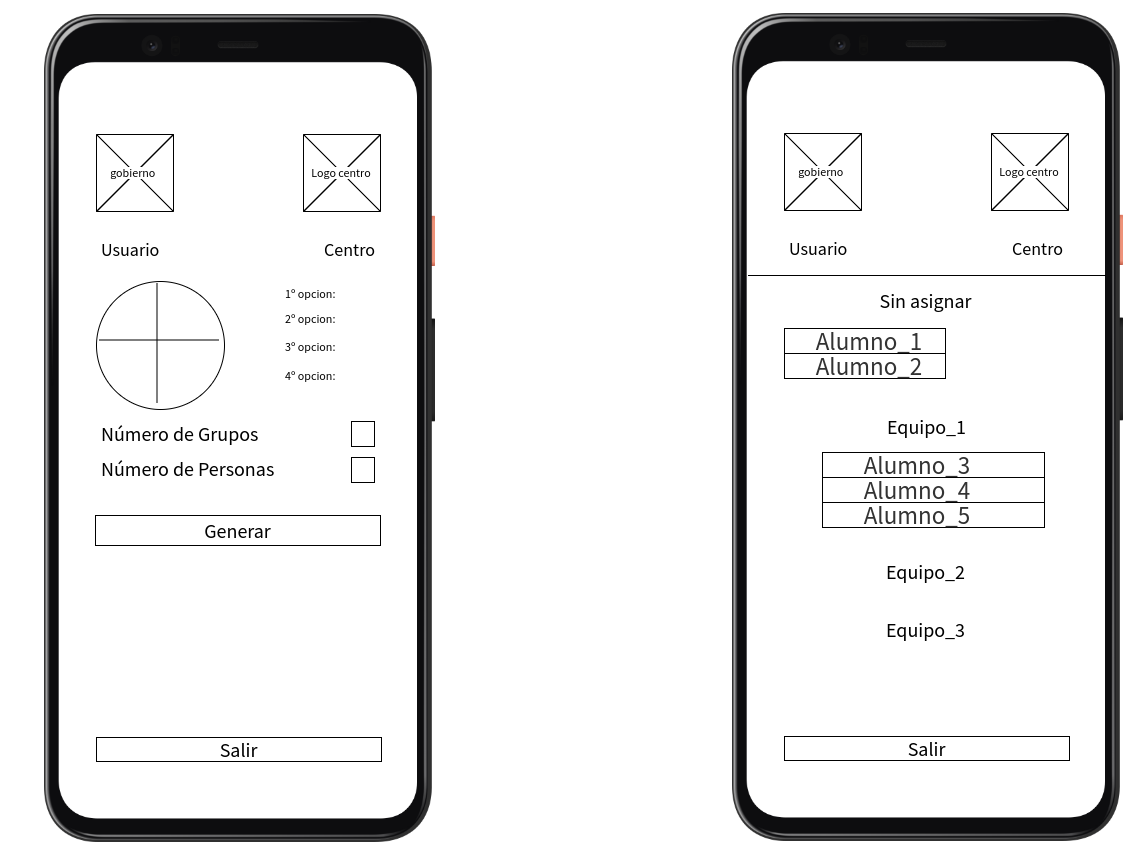 gobierno
Logo centro
Usuario
Centro
1º opcion:
2º opcion:
3º opcion:
4º opcion:
Número de Grupos
Número de Personas
Generar
Salir
gobierno
Logo centro
Usuario
Centro
Sin asignar
Alumno_1
Alumno_2
Equipo_1
Alumno_3
Alumno_4
Alumno_5
Equipo_2
Equipo_3
Salir